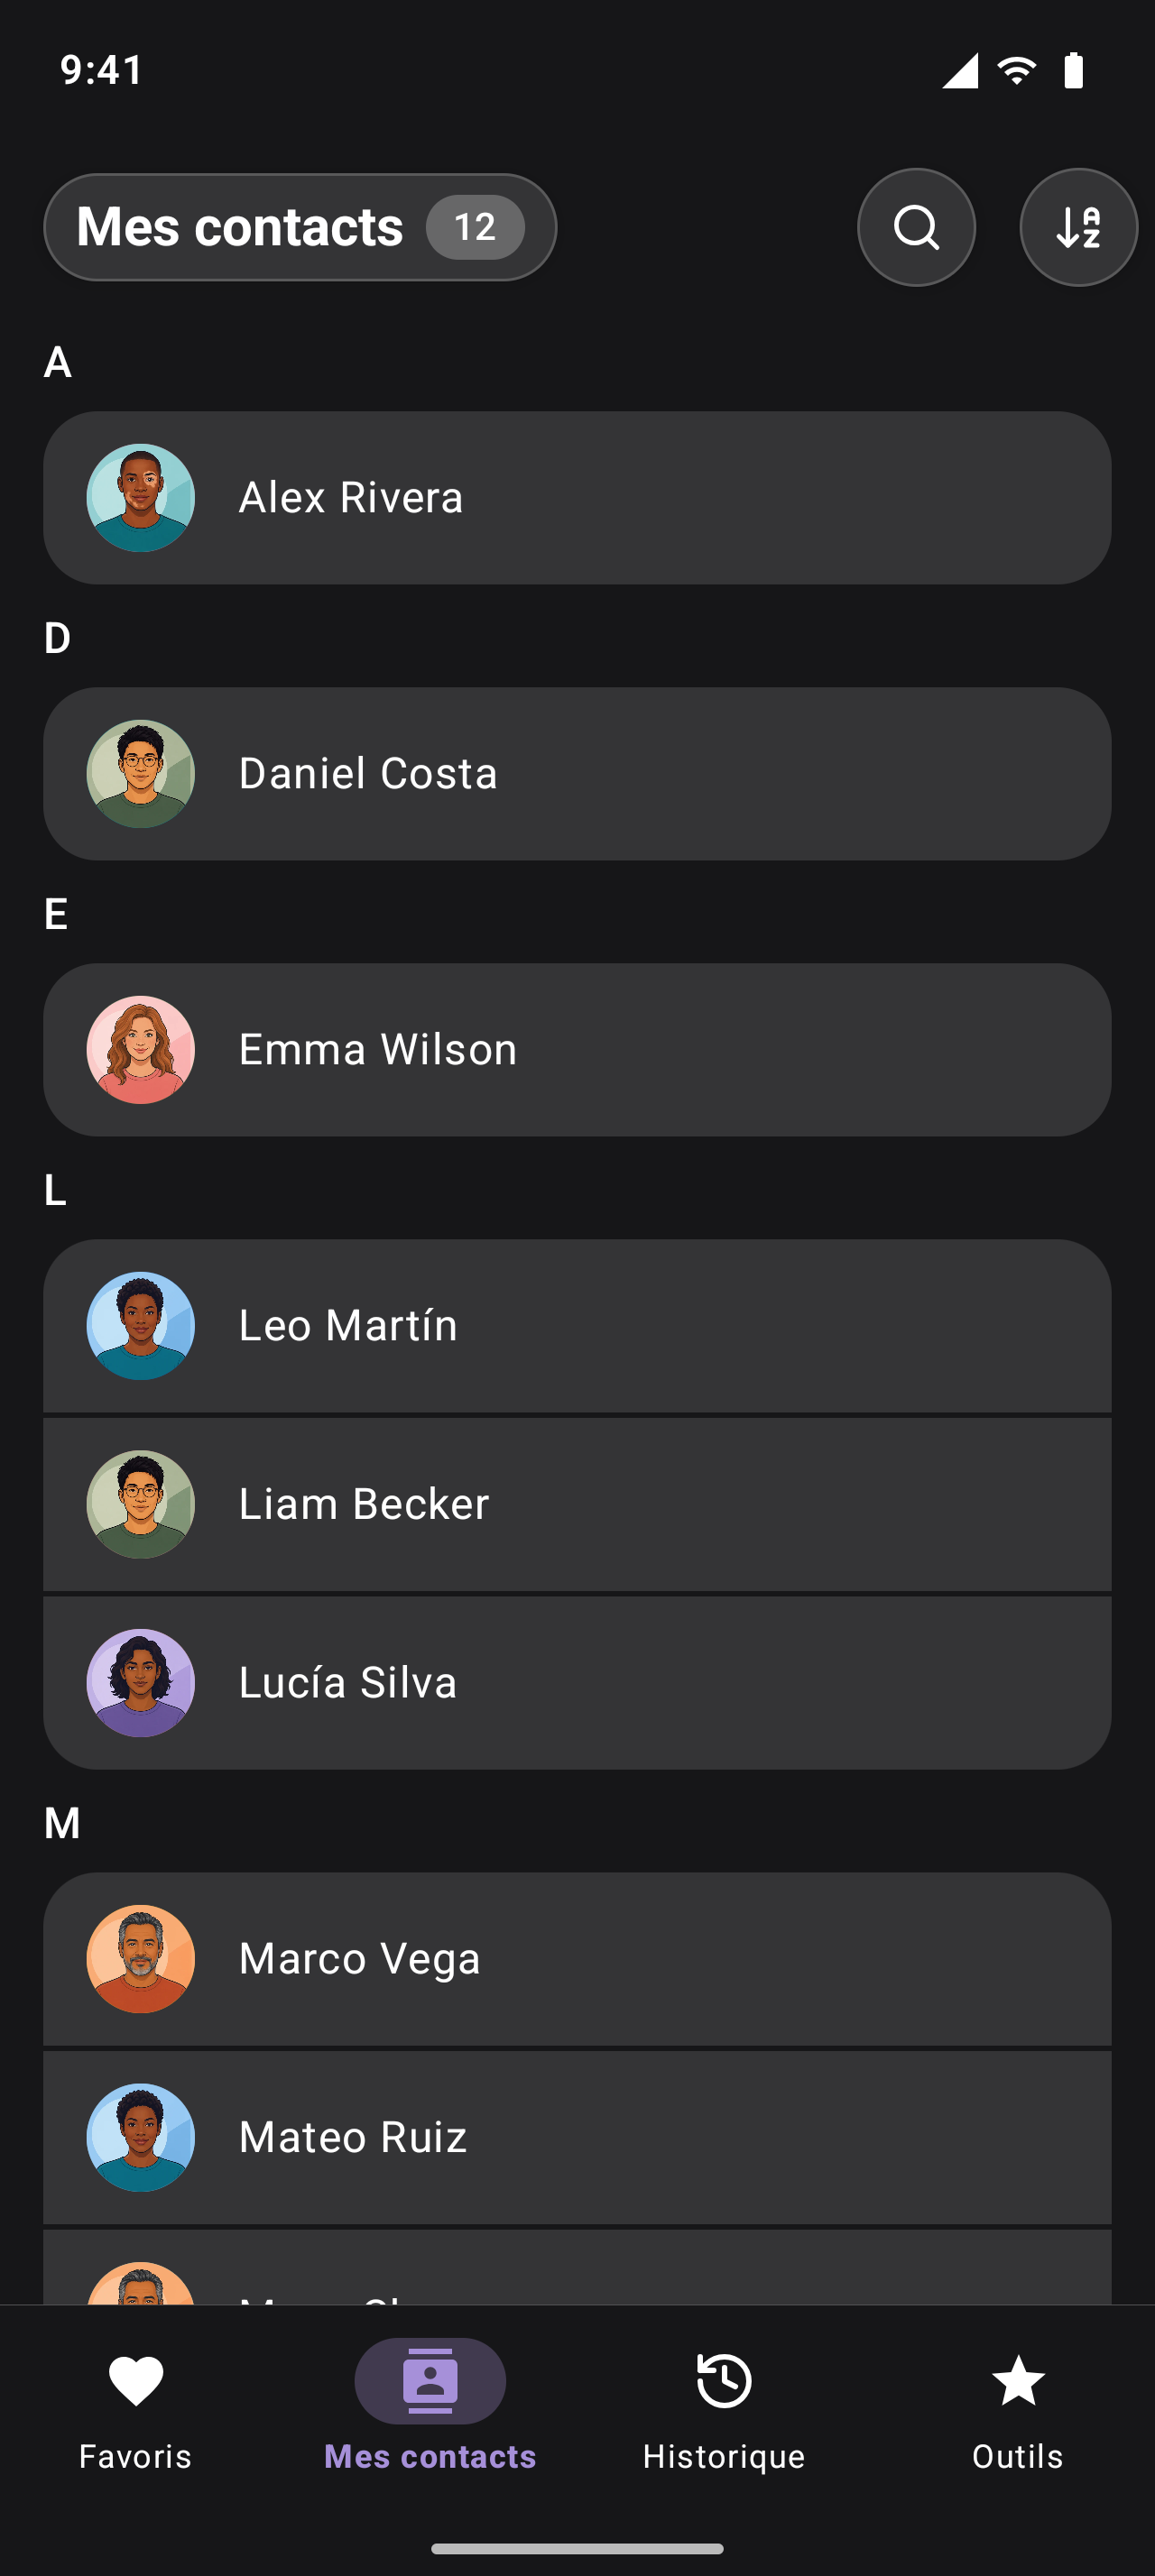 9:41
Mes contacts 12
A
Alex Rivera
D
Daniel Costa
E
Emma Wilson
L
Leo Martín
Liam Becker
Lucía Silva
M
Marco Vega
Mateo Ruiz
Favoris
Mes contacts
Historique
Outils